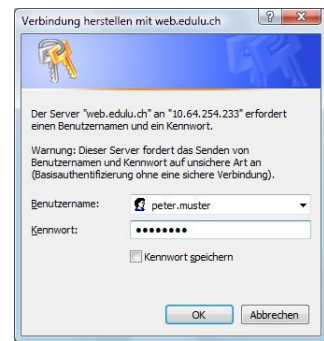 Verbindung herstellen mit web.edulu.ch
Der Server "web.edulu.ch" an "10.64.254.233" erfordert
einen Benutzernamen und ein Kennwort.
Warnung: Dieser Server fordert das Senden von
Benutzernamen und Kennwort auf unsichere Art an
(Basisauthentifizierung ohne eine sichere Verbindung).
Benutzername: peter.muster
Kennwort: ●●●●●●●●
Kennwort speichern
OK Abbrechen